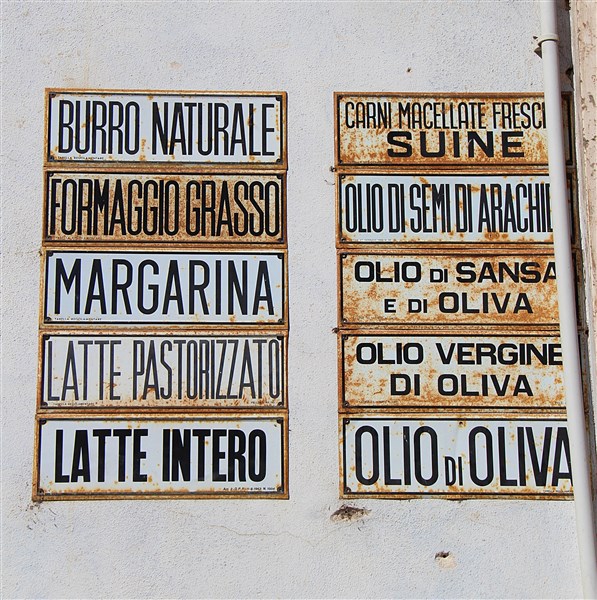 BURRO NATURALE
FORMAGGIO GRASSO
MARGARINA
LATTE PASTORIZZATO
LATTE INTERO
CARNI MACELLATE FRESC
SUINE
OLIO DI SEMI DI ARACHI
OLIO DI SANSA
E DI OLIVA
OLIO VERGINE
DI OLIVA
OLIO DI OLIVA